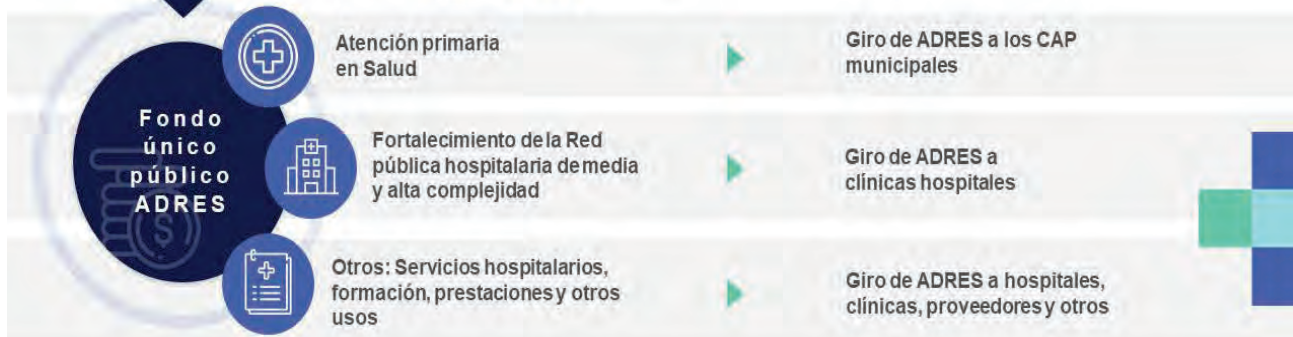 Fondo
único
público
ADRES
Atención primaria
en Salud
Giro de ADRES a los CAP
municipales
Fortalecimiento de la Red
pública hospitalaria de media
y alta complejidad
Giro de ADRES a
clínicas hospitales
Otros: Servicios hospitalarios,
formación, prestaciones y otros
usos
Giro de ADRES a hospitales,
clínicas, proveedores y otros